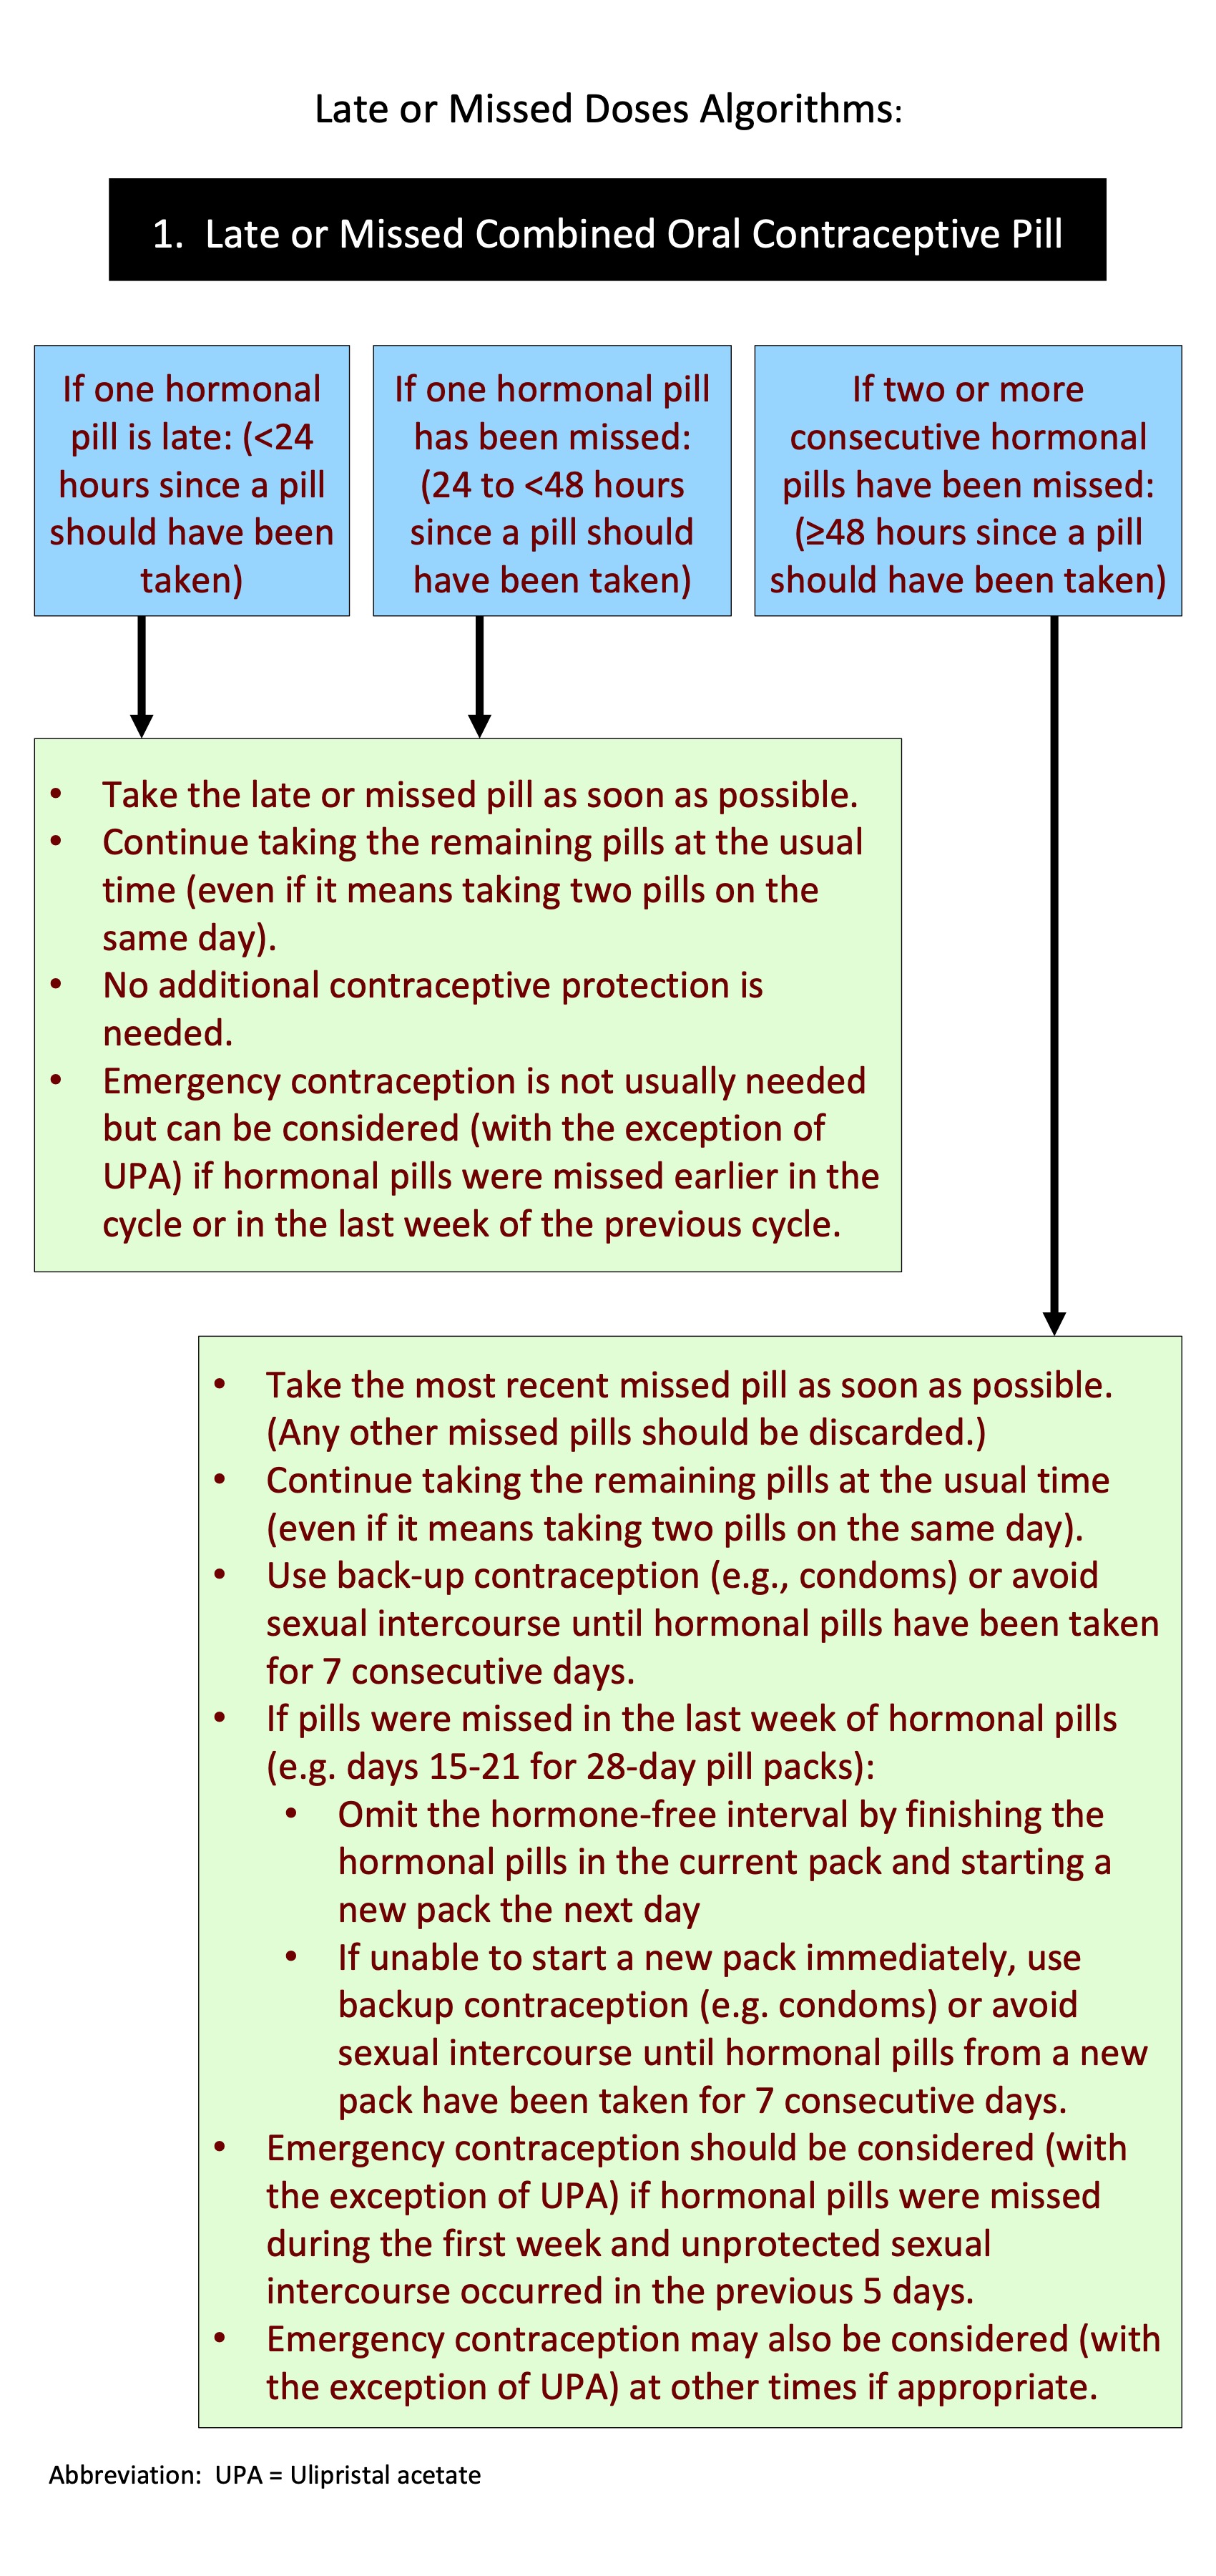 Late or Missed Doses Algorithms:
1. Late or Missed Combined Oral Contraceptive Pill
If one hormonal
pill is late: (<24
hours since a pill
should have been
taken)
If one hormonal pill
has been missed:
(24 to <48 hours
since a pill should
have been taken)
If two or more
consecutive hormonal
pills have been missed:
(≥48 hours since a pill
should have been taken)
• Take the late or missed pill as soon as possible.
• Continue taking the remaining pills at the usual
time (even if it means taking two pills on the
same day).
• No additional contraceptive protection is
needed.
• Emergency contraception is not usually needed
but can be considered (with the exception of
UPA) if hormonal pills were missed earlier in the
cycle or in the last week of the previous cycle.
• Take the most recent missed pill as soon as possible.
(Any other missed pills should be discarded.)
• Continue taking the remaining pills at the usual time
(even if it means taking two pills on the same day).
• Use back-up contraception (e.g., condoms) or avoid
sexual intercourse until hormonal pills have been taken
for 7 consecutive days.
• If pills were missed in the last week of hormonal pills
(e.g. days 15-21 for 28-day pill packs):
• Omit the hormone-free interval by finishing the
hormonal pills in the current pack and starting a
new pack the next day
• If unable to start a new pack immediately, use
backup contraception (e.g. condoms) or avoid
sexual intercourse until hormonal pills from a new
pack have been taken for 7 consecutive days.
• Emergency contraception should be considered (with
the exception of UPA) if hormonal pills were missed
during the first week and unprotected sexual
intercourse occurred in the previous 5 days.
• Emergency contraception may also be considered (with
the exception of UPA) at other times if appropriate.
Abbreviation: UPA = Ulipristal acetate